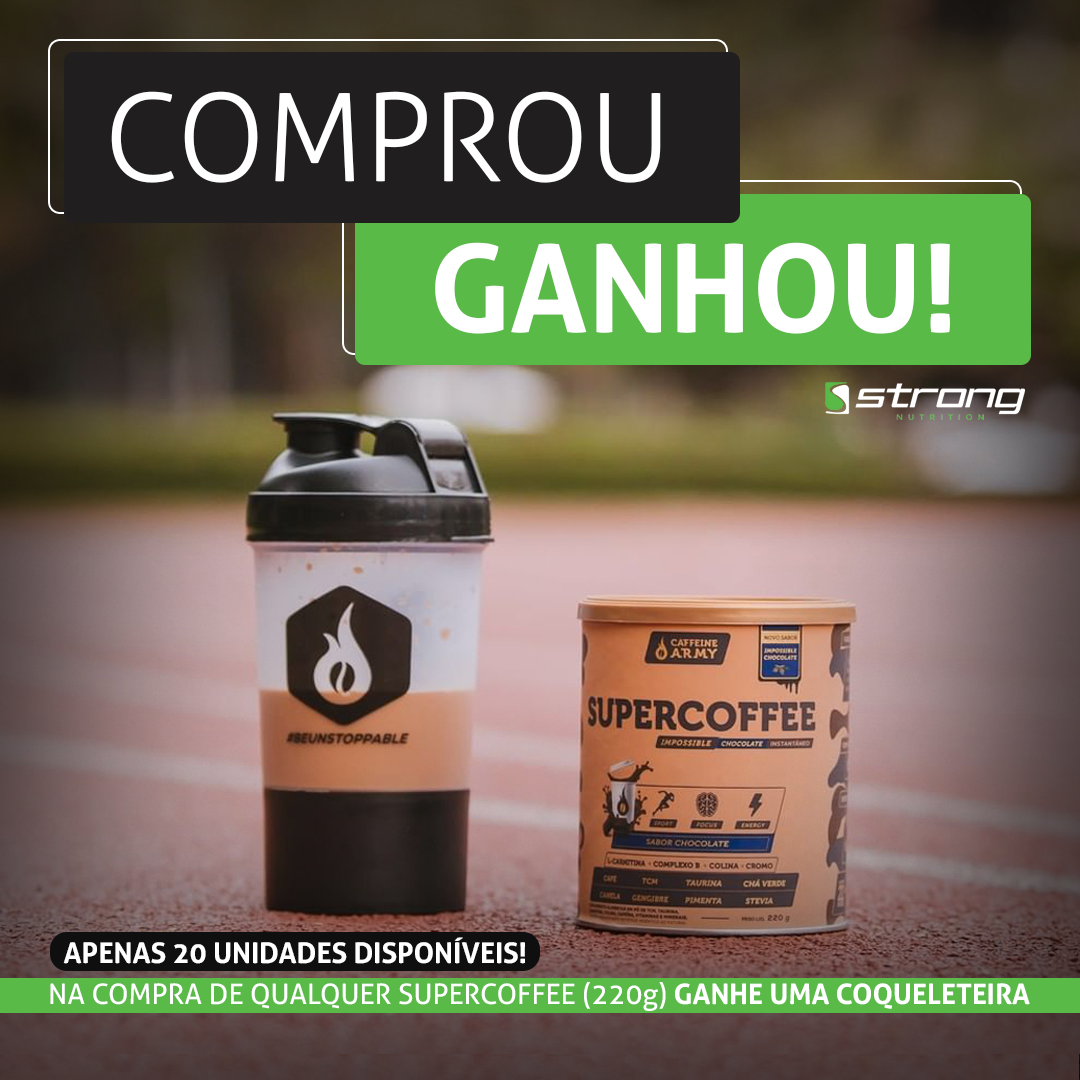 COMPROU
GANHOU!
strong
NUTRITION
CAFFEINE
ARMY
NOVO SABOR
IMPOSSIBLE
CHOCOLATE
SUPERCOFFEE
IMPOSSIBLE CHOCOLATE INSTANTÂNEO
#BEUNSTOPPABLE
SPORT FOCUS ENERGY
SABOR CHOCOLATE
L-CARNITINA • COMPLEXO B • COLINA • CROMO
CAFÉ TCM TAURINA CHÁ VERDE
CANELA GENGIBRE PIMENTA STEVIA
PESO LIQ. 220 g
APENAS 20 UNIDADES DISPONÍVEIS!
NA COMPRA DE QUALQUER SUPERCOFFEE (220g) GANHE UMA COQUELETEIRA